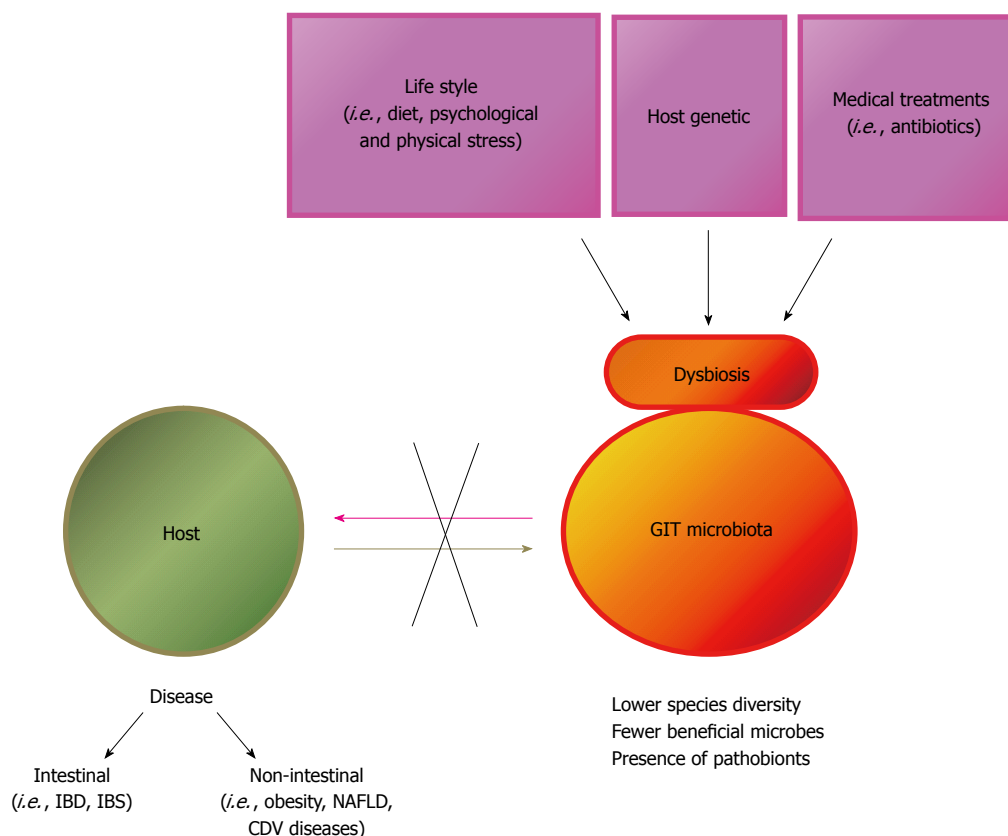 Life style
(i.e., diet, psychological
and physical stress)
Host genetic
Medical treatments
(i.e., antibiotics)
Dysbiosis
Host
GIT microbiota
Disease
Lower species diversity
Fewer beneficial microbes
Presence of pathobionts
Intestinal
(i.e., IBD, IBS)
Non-intestinal
(i.e., obesity, NAFLD,
CDV diseases)